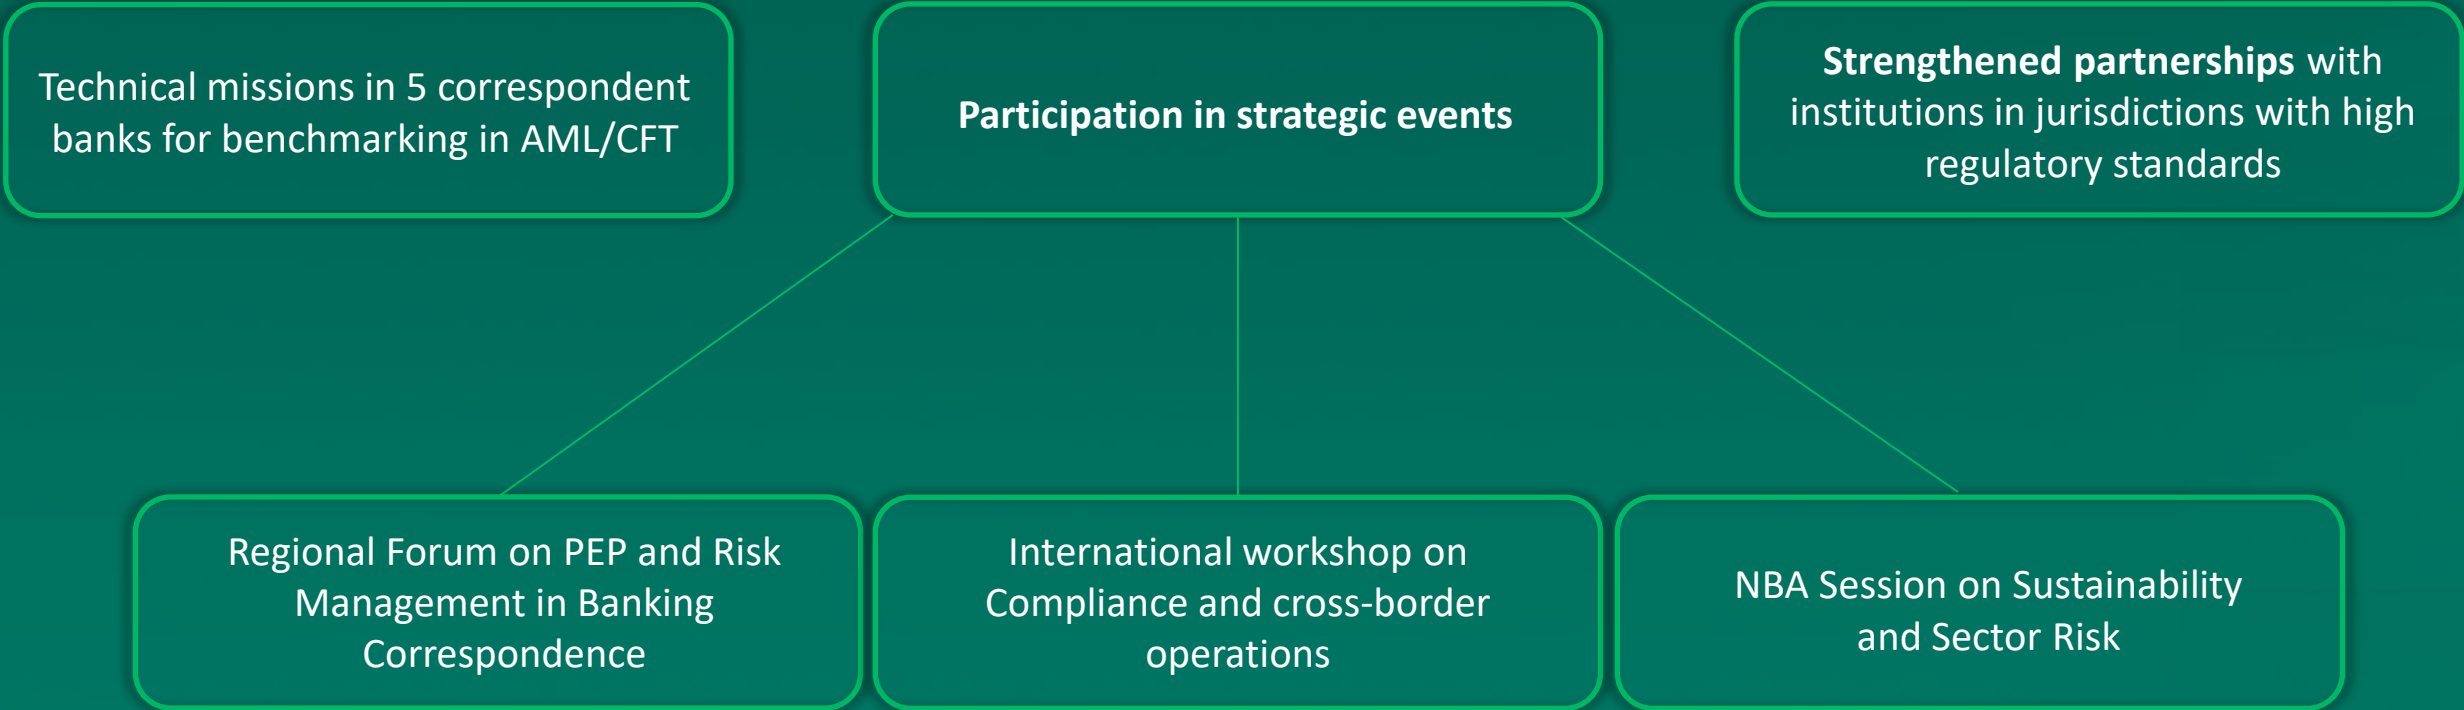 Technical missions in 5 correspondent
banks for benchmarking in AML/CFT
Participation in strategic events
Strengthened partnerships with
institutions in jurisdictions with high
regulatory standards
Regional Forum on PEP and Risk
Management in Banking
Correspondence
International workshop on
Compliance and cross-border
operations
NBA Session on Sustainability
and Sector Risk